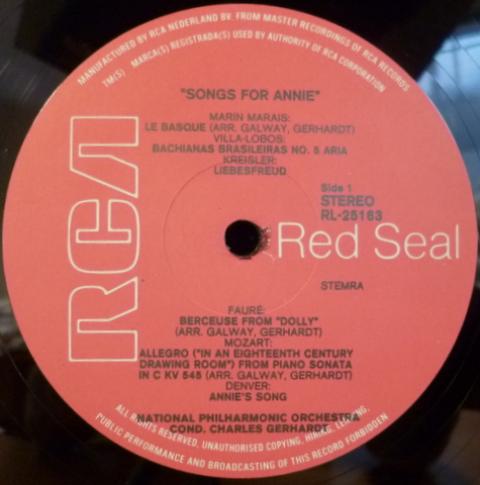 MANUFACTURED BY RCA NEDERLAND BV. FROM MASTER RECORDINGS OF RCA RECORDS
TM(S) MARCA(S) REGISTRADA(S) USED BY AUTHORITY OF RCA CORPORATION
"SONGS FOR ANNIE"
MARIN MARAIS:
LE BASQUE (ARR. GALWAY, GERHARDT)
VILLA-LOBOS:
BACHIANAS BRASILEIRAS NO. 5 ARIA
KREISLER:
LIEBESFREUD
RCA
Side 1
STEREO
RL-25163
Red Seal
STEMRA
FAURÉ:
BERCEUSE FROM "DOLLY"
(ARR. GALWAY, GERHARDT)
MOZART:
ALLEGRO ("IN AN EIGHTEENTH CENTURY
DRAWING ROOM") FROM PIANO SONATA
IN C KV 545 (ARR. GALWAY, GERHARDT)
DENVER:
ANNIE'S SONG
NATIONAL PHILHARMONIC ORCHESTRA
COND. CHARLES GERHARDT
ALL RIGHTS RESERVED. UNAUTHORISED COPYING, HIRING, LENDING,
PUBLIC PERFORMANCE AND BROADCASTING OF THIS RECORD FORBIDDEN